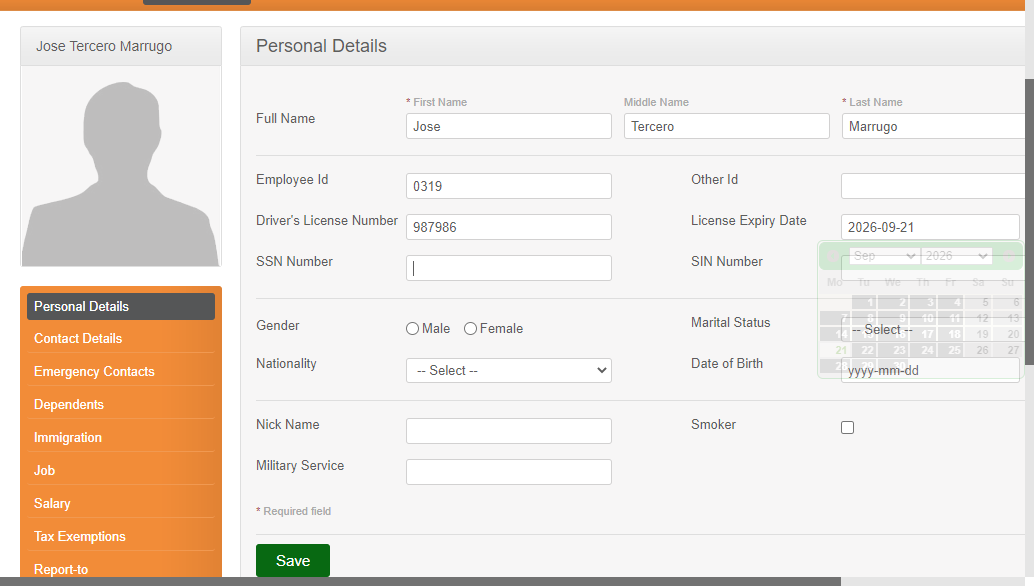 Jose Tercero Marrugo
Personal Details
Full Name
* First Name
Middle Name
* Last Name
Jose
Tercero
Marrugo
Employee Id
0319
Other Id
Driver's License Number
987986
License Expiry Date
2026-09-21
SSN Number
SIN Number
Sep 2026
Mo Tu We Th Fr Sa Su
1 2 3 4 5 6
7 8 9 10 11 12 13
14 15 16 17 18 19 20
21 22 23 24 25 26 27
28 29 30
Gender
Male
Female
Marital Status
-- Select --
Nationality
-- Select --
Date of Birth
yyyy-mm-dd
Nick Name
Smoker
Military Service
* Required field
Save
Personal Details
Contact Details
Emergency Contacts
Dependents
Immigration
Job
Salary
Tax Exemptions
Report-to